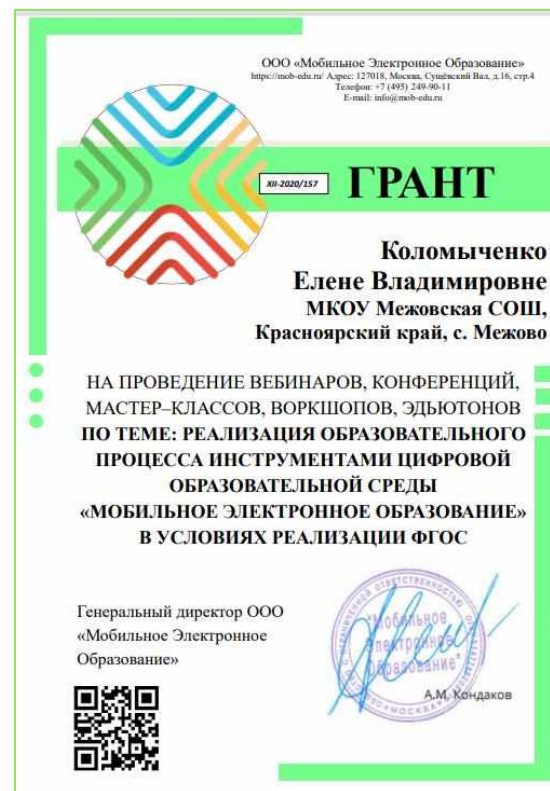 ООО «Мобильное Электронное Образование»
https://mob-edu.ru/ Адрес: 127018, Москва, Сущёвский Вал, д.16, стр.4
Телефон: +7 (495) 249-90-11
E-mail: info@mob-edu.ru
XII-2020/157
ГРАНТ
Коломыченко
Елене Владимировне
МКОУ Межовская СОШ,
Красноярский край, с. Межово
НА ПРОВЕДЕНИЕ ВЕБИНАРОВ, КОНФЕРЕНЦИЙ,
МАСТЕР–КЛАССОВ, ВОРКШОПОВ, ЭДЬЮТОНОВ
ПО ТЕМЕ: РЕАЛИЗАЦИЯ ОБРАЗОВАТЕЛЬНОГО
ПРОЦЕССА ИНСТРУМЕНТАМИ ЦИФРОВОЙ
ОБРАЗОВАТЕЛЬНОЙ СРЕДЫ
«МОБИЛЬНОЕ ЭЛЕКТРОННОЕ ОБРАЗОВАНИЕ»
В УСЛОВИЯХ РЕАЛИЗАЦИИ ФГОС
Генеральный директор ООО
«Мобильное Электронное
Образование»
"Мобильное
Электронное
Образование"
МОСКВА
А.М. Кондаков